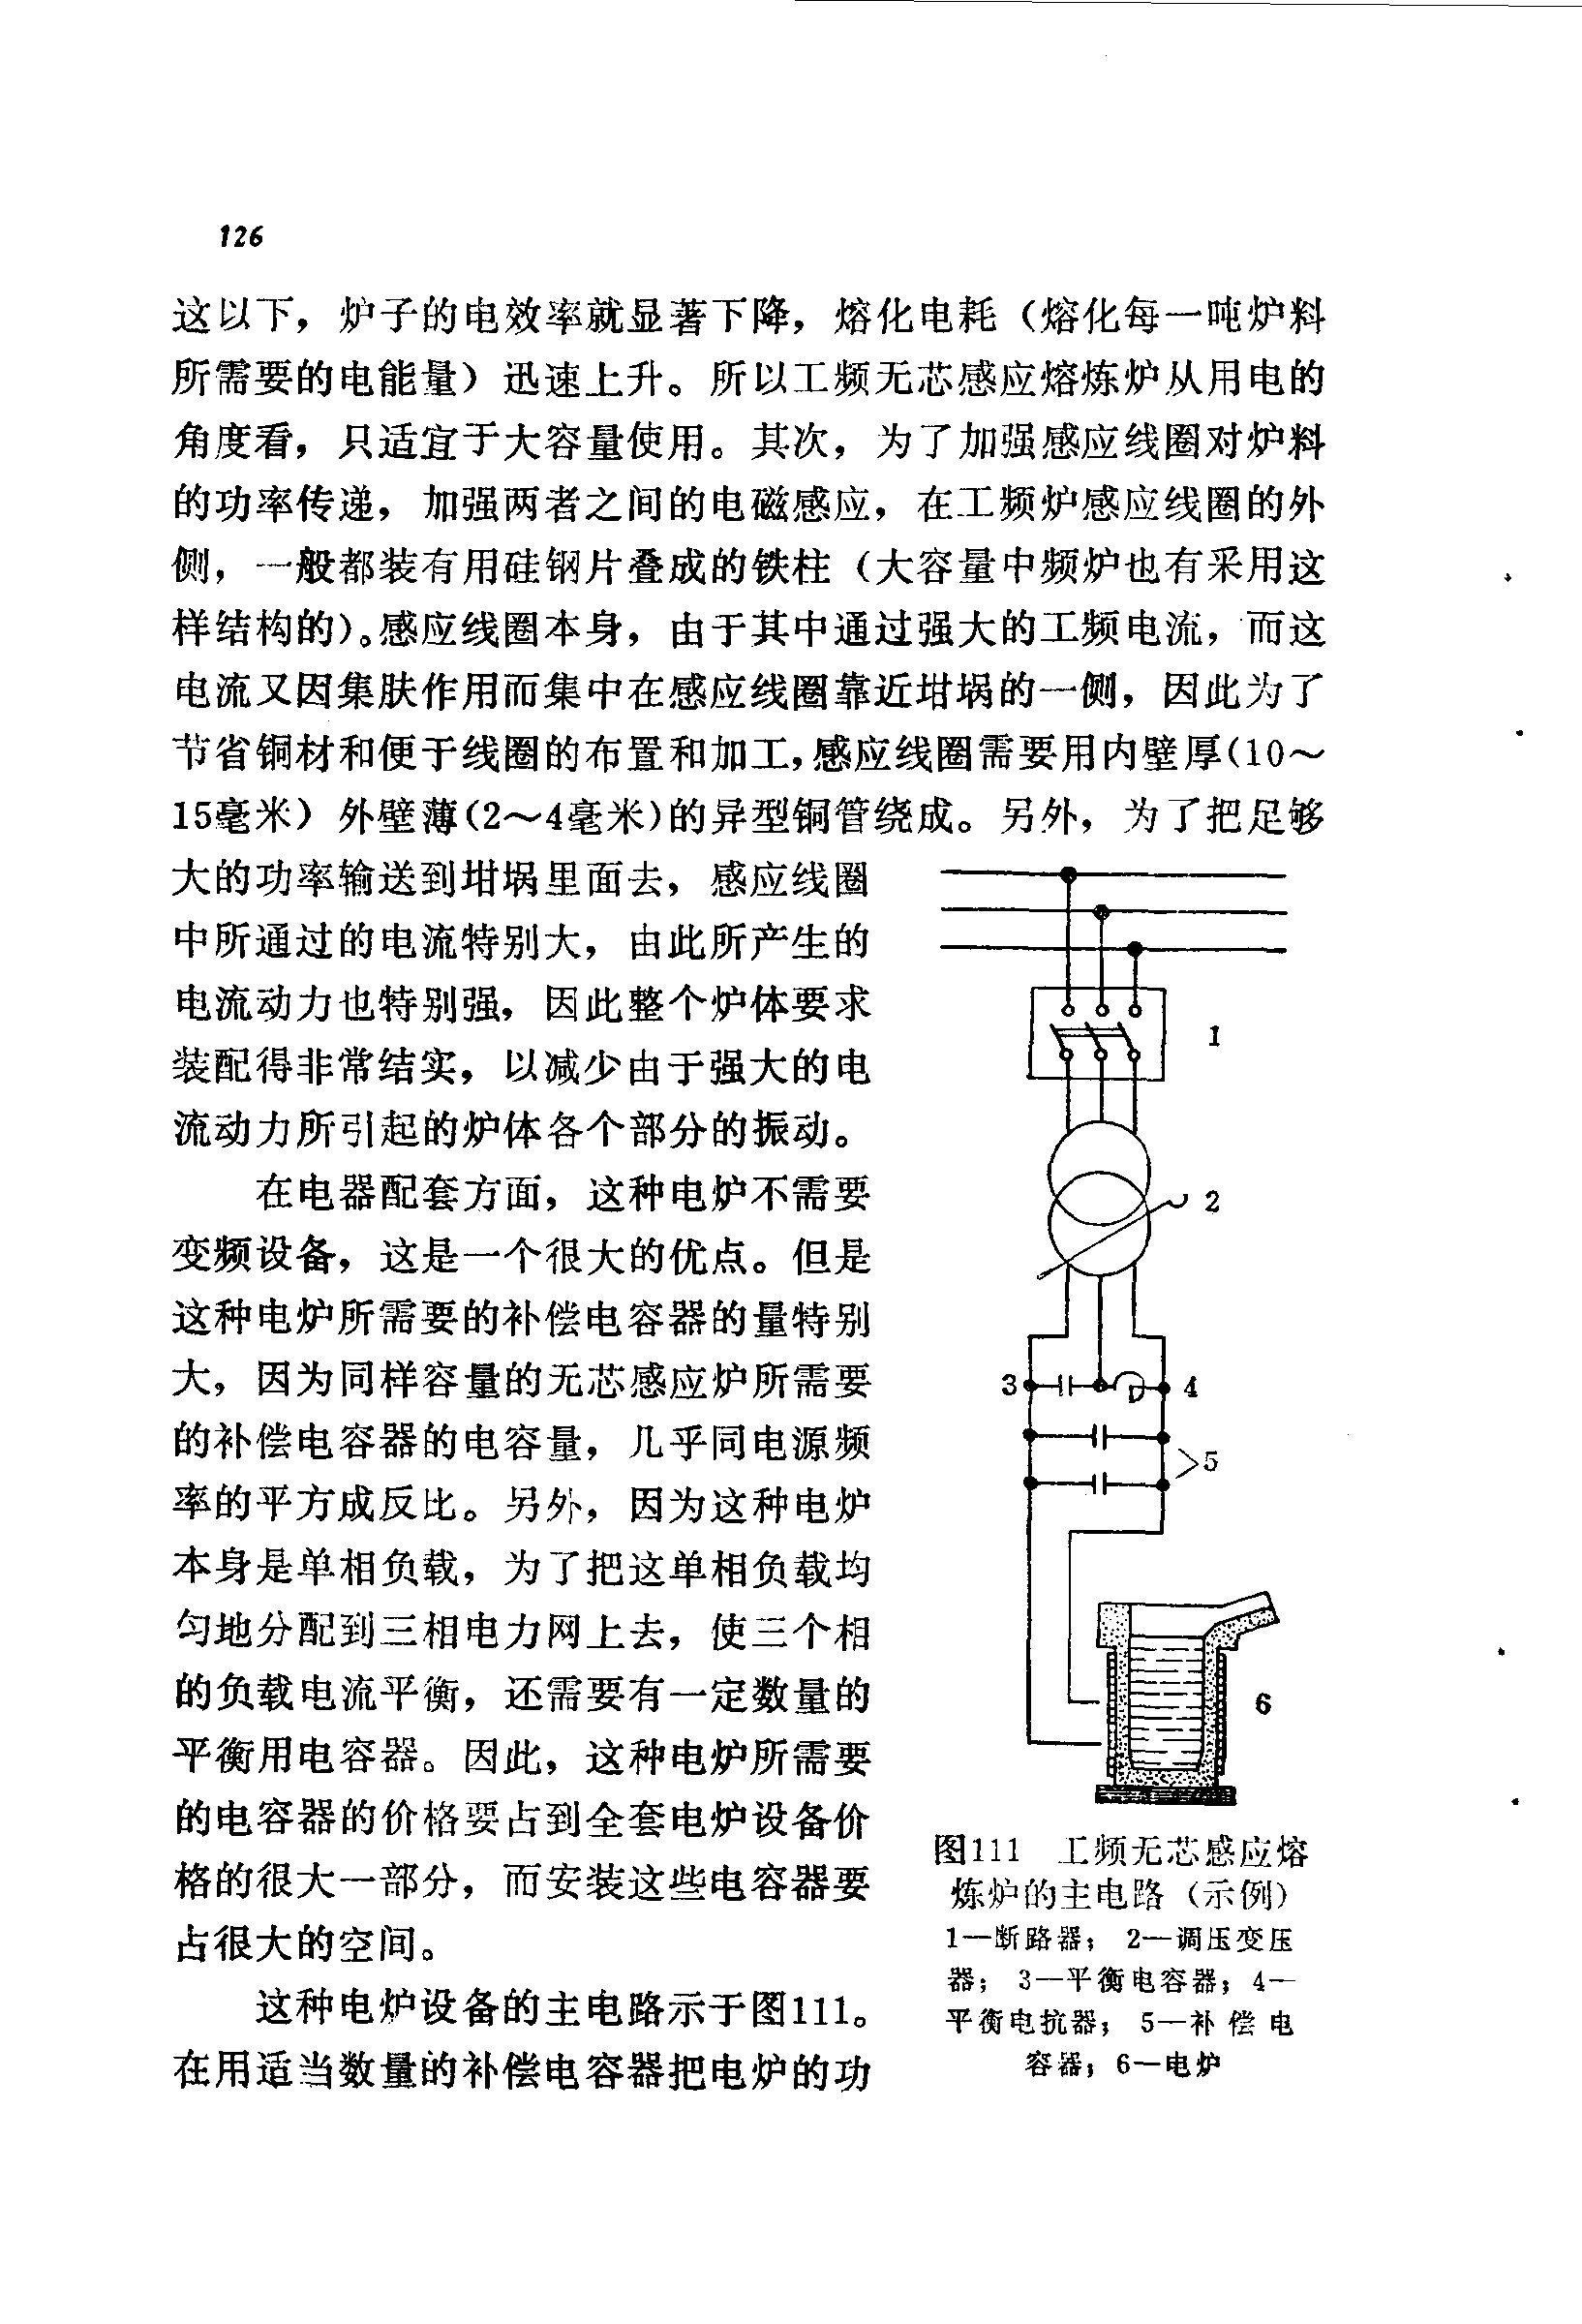 126
这以下，炉子的电效率就显著下降，熔化电耗（熔化每一吨炉料
所需要的电能量）迅速上升。所以工频无芯感应熔炼炉从用电的
角度看，只适宜于大容量使用。其次，为了加强感应线圈对炉料
的功率传递，加强两者之间的电磁感应，在工频炉感应线圈的外
侧，一般都装有用硅钢片叠成的铁柱（大容量中频炉也有采用这
样结构的）。感应线圈本身，由于其中通过强大的工频电流，而这
电流又因集肤作用而集中在感应线圈靠近坩埚的一侧，因此为了
节省铜材和便于线圈的布置和加工，感应线圈需要用内壁厚（10～
15毫米）外壁薄（2～4毫米）的异型铜管绕成。另外，为了把足够
大的功率输送到坩埚里面去，感应线圈
中所通过的电流特别大，由此所产生的
电流动力也特别强，因此整个炉体要求
装配得非常结实，以减少由于强大的电
流动力所引起的炉体各个部分的振动。
在电器配套方面，这种电炉不需要
变频设备，这是一个很大的优点。但是
这种电炉所需要的补偿电容器的量特别
大，因为同样容量的无芯感应炉所需要
的补偿电容器的电容量，几乎同电源频
率的平方成反比。另外，因为这种电炉
本身是单相负载，为了把这单相负载均
匀地分配到三相电力网上去，使三个相
的负载电流平衡，还需要有一定数量的
平衡用电容器。因此，这种电炉所需要
的电容器的价格要占到全套电炉设备价
格的很大一部分，而安装这些电容器要
占很大的空间。
这种电炉设备的主电路示于图111。
在用适当数量的补偿电容器把电炉的功
1
2
3
4
5
6
图111 工频无芯感应熔
炼炉的主电路（示例）
1—断路器； 2—调压变压
器； 3—平衡电容器；4—
平衡电抗器； 5—补偿电
容器；6—电炉